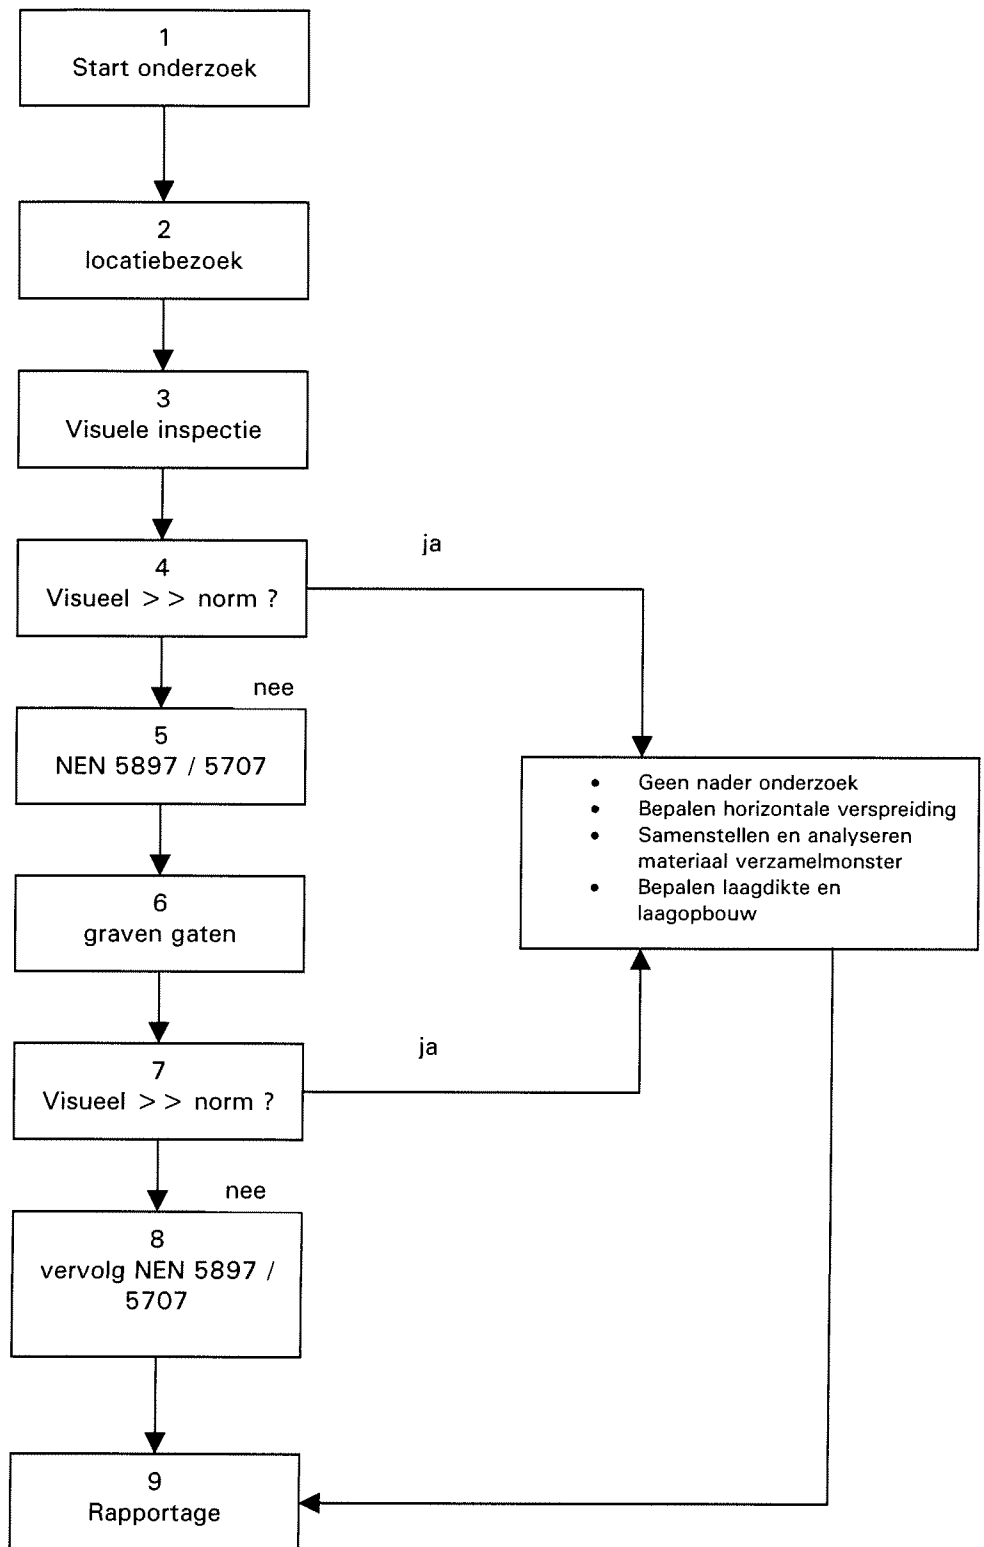 1
Start onderzoek
2
locatiebezoek
3
Visuele inspectie
4
Visueel >> norm ?
ja
nee
5
NEN 5897 / 5707
• Geen nader onderzoek
• Bepalen horizontale verspreiding
• Samenstellen en analyseren
materiaal verzamelmonster
• Bepalen laagdikte en
laagopbouw
6
graven gaten
7
Visueel >> norm ?
ja
nee
8
vervolg NEN 5897 /
5707
9
Rapportage